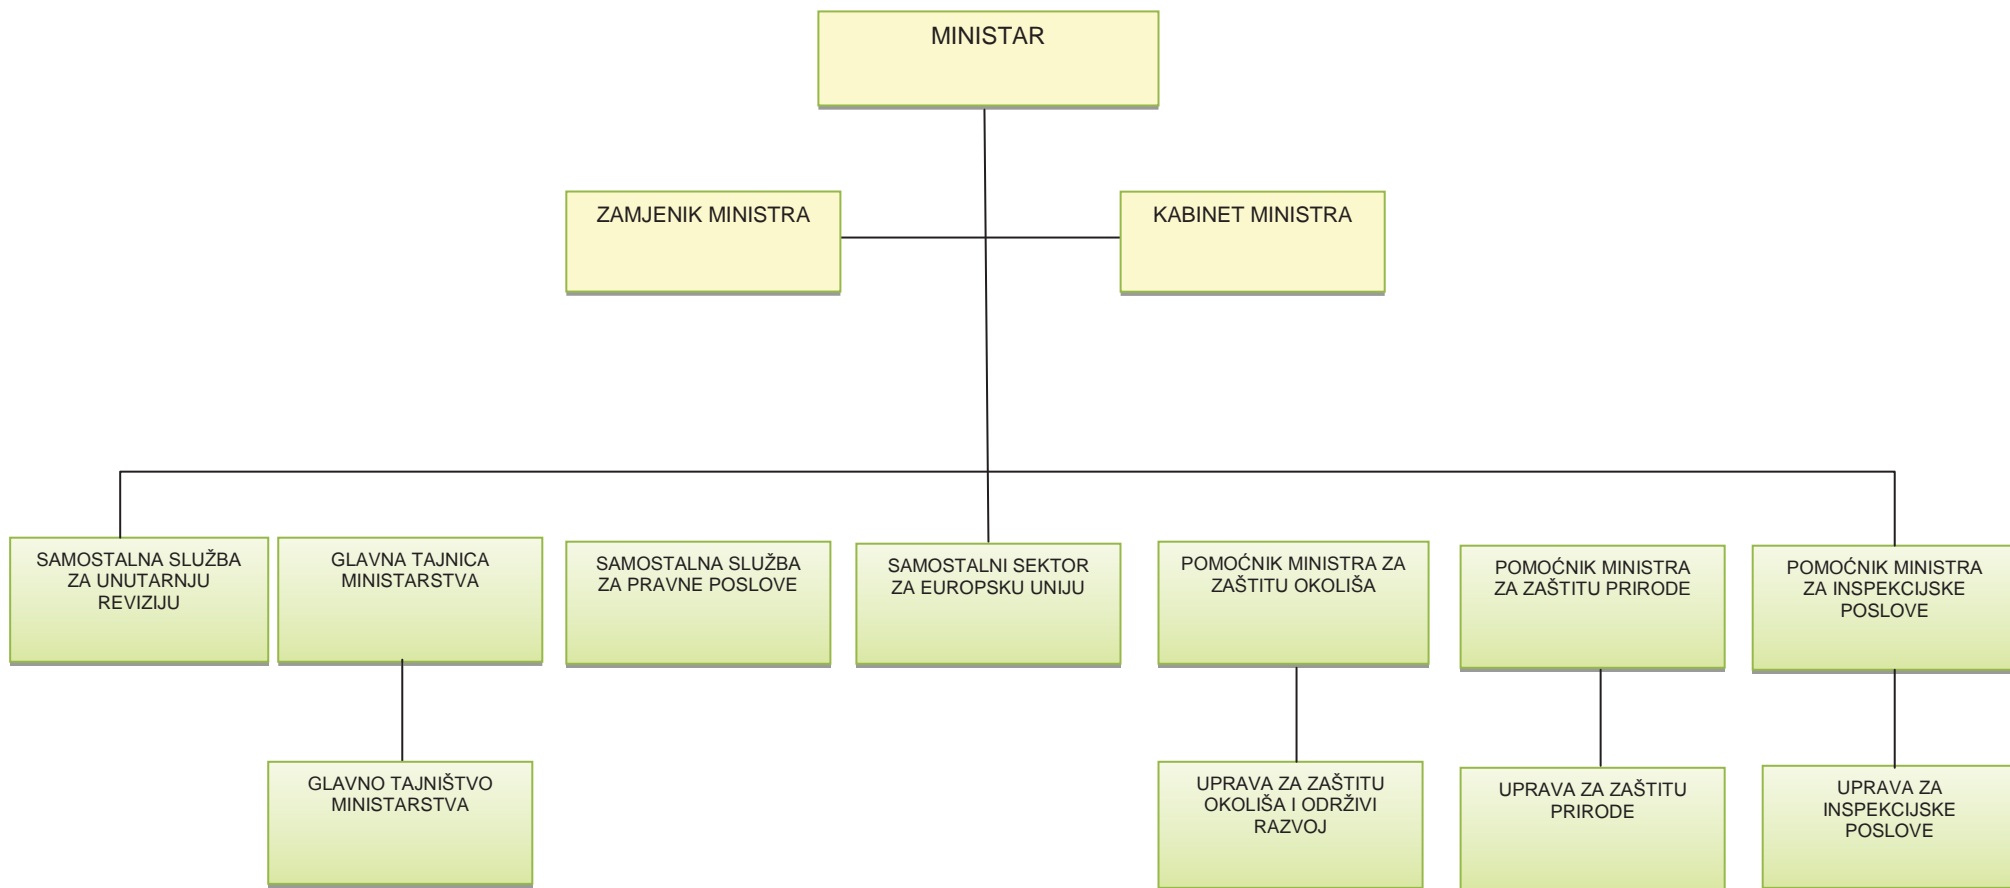 MINISTAR
ZAMJENIK MINISTRA
KABINET MINISTRA
SAMOSTALNA SLUŽBA
ZA UNUTARNJU
REVIZIJU
GLAVNA TAJNICA
MINISTARSTVA
SAMOSTALNA SLUŽBA
ZA PRAVNE POSLOVE
SAMOSTALNI SEKTOR
ZA EUROPSKU UNIJU
POMOĆNIK MINISTRA ZA
ZAŠTITU OKOLIŠA
POMOĆNIK MINISTRA
ZA ZAŠTITU PRIRODE
POMOĆNIK MINISTRA
ZA INSPEKCIJSKE
POSLOVE
GLAVNO TAJNIŠTVO
MINISTARSTVA
UPRAVA ZA ZAŠTITU
OKOLIŠA I ODRŽIVI
RAZVOJ
UPRAVA ZA ZAŠTITU
PRIRODE
UPRAVA ZA
INSPEKCIJSKE
POSLOVE